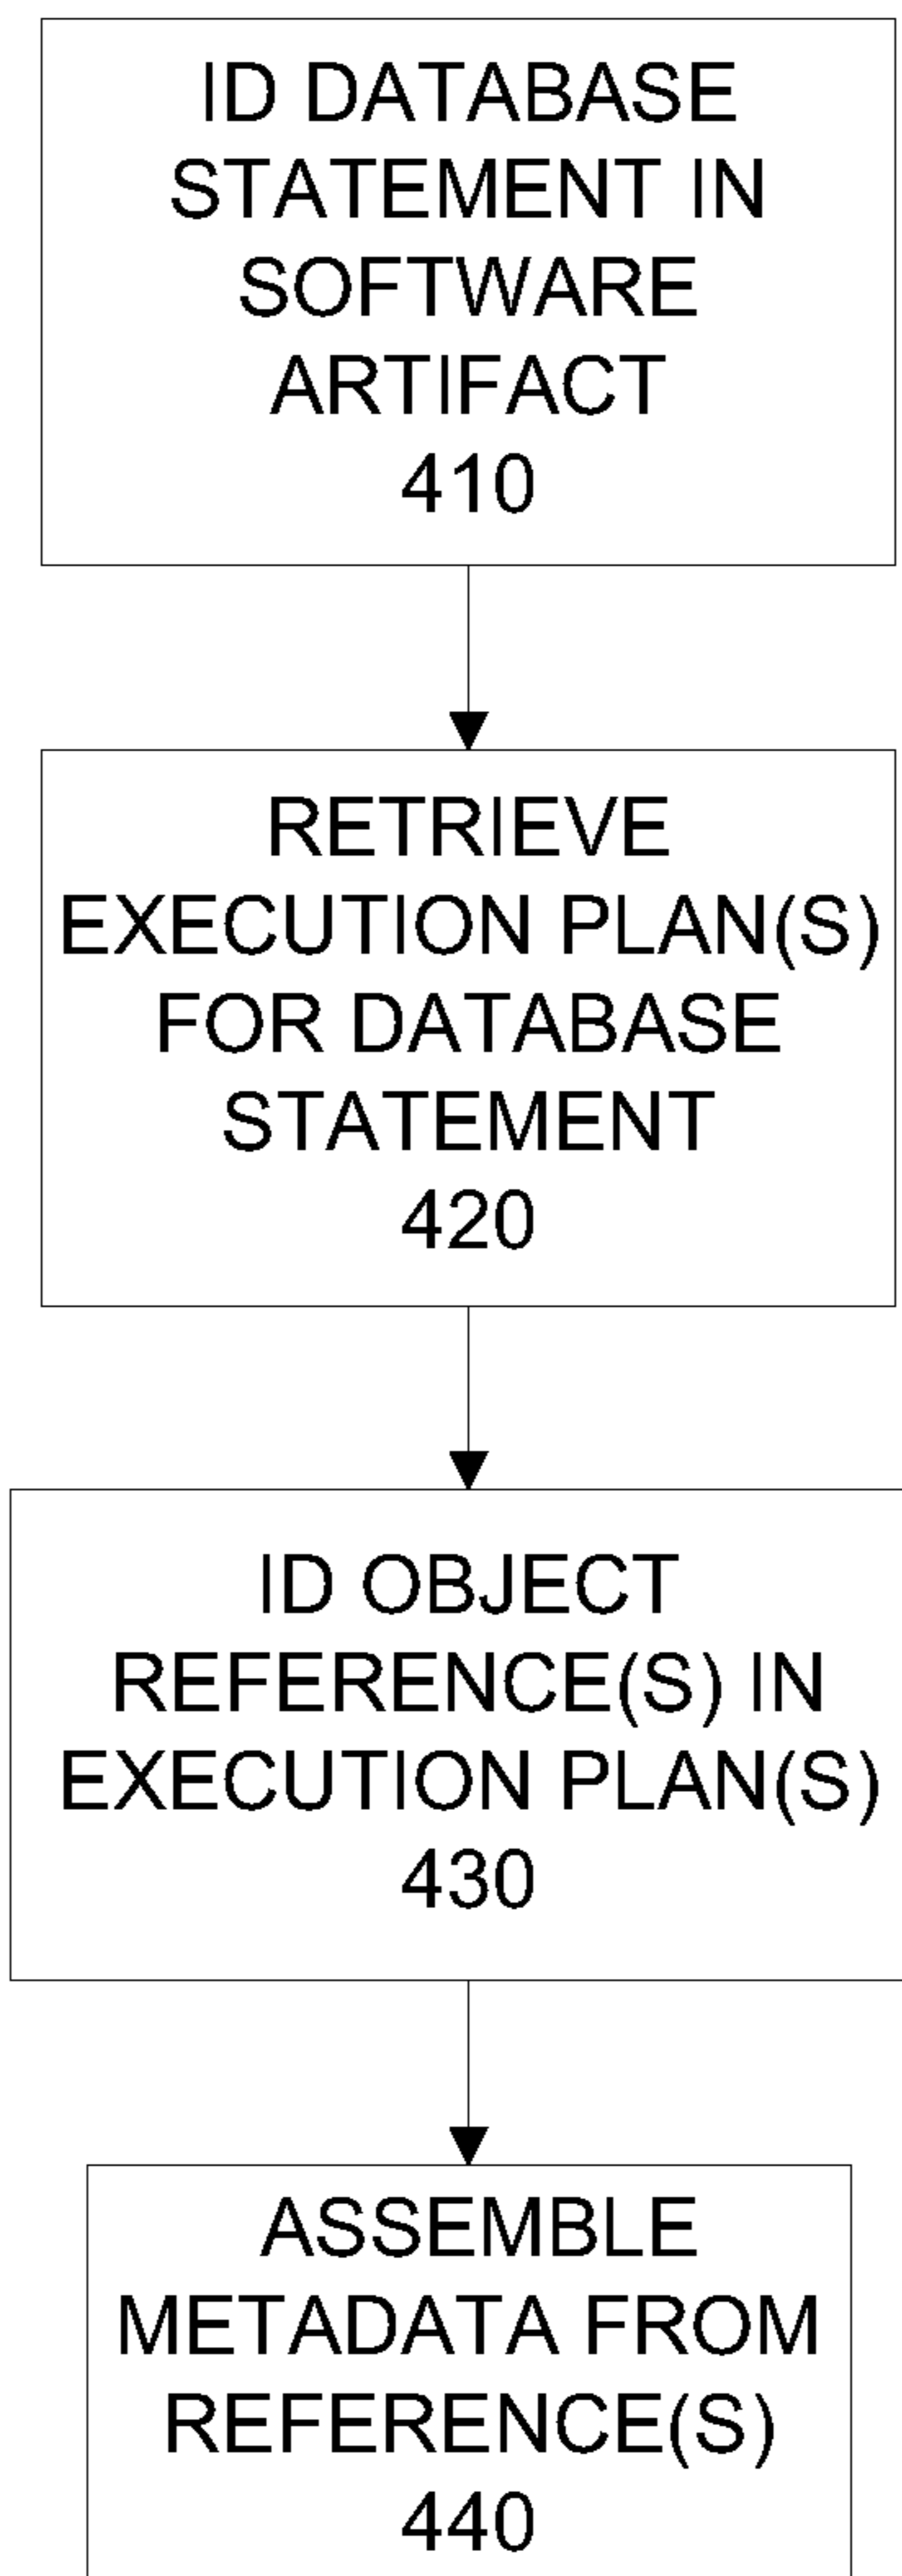 ID DATABASE
STATEMENT IN
SOFTWARE
ARTIFACT
410
RETRIEVE
EXECUTION PLAN(S)
FOR DATABASE
STATEMENT
420
ID OBJECT
REFERENCE(S) IN
EXECUTION PLAN(S)
430
ASSEMBLE
METADATA FROM
REFERENCE(S)
440